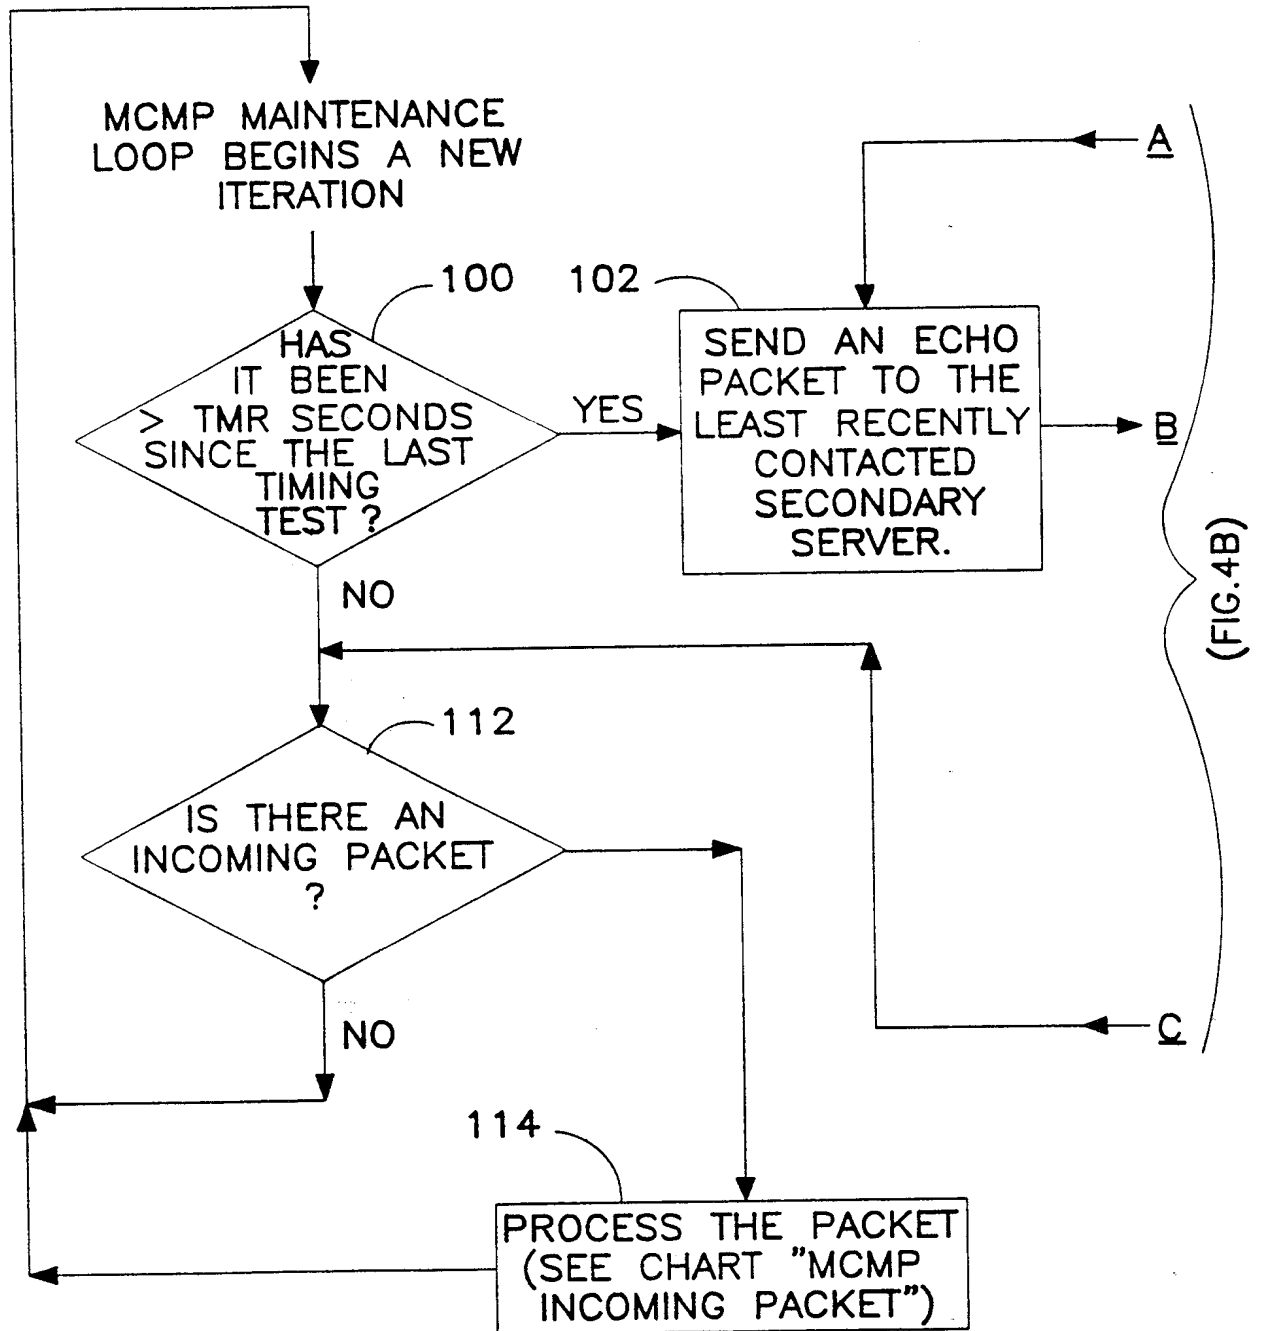 MCMP MAINTENANCE
LOOP BEGINS A NEW
ITERATION
100
HAS
IT BEEN
> TMR SECONDS
SINCE THE LAST
TIMING
TEST?
YES
NO
102
SEND AN ECHO
PACKET TO THE
LEAST RECENTLY
CONTACTED
SECONDARY
SERVER.
A
B
(FIG.4B)
112
IS THERE AN
INCOMING PACKET
?
NO
C
114
PROCESS THE PACKET
(SEE CHART "MCMP
INCOMING PACKET")